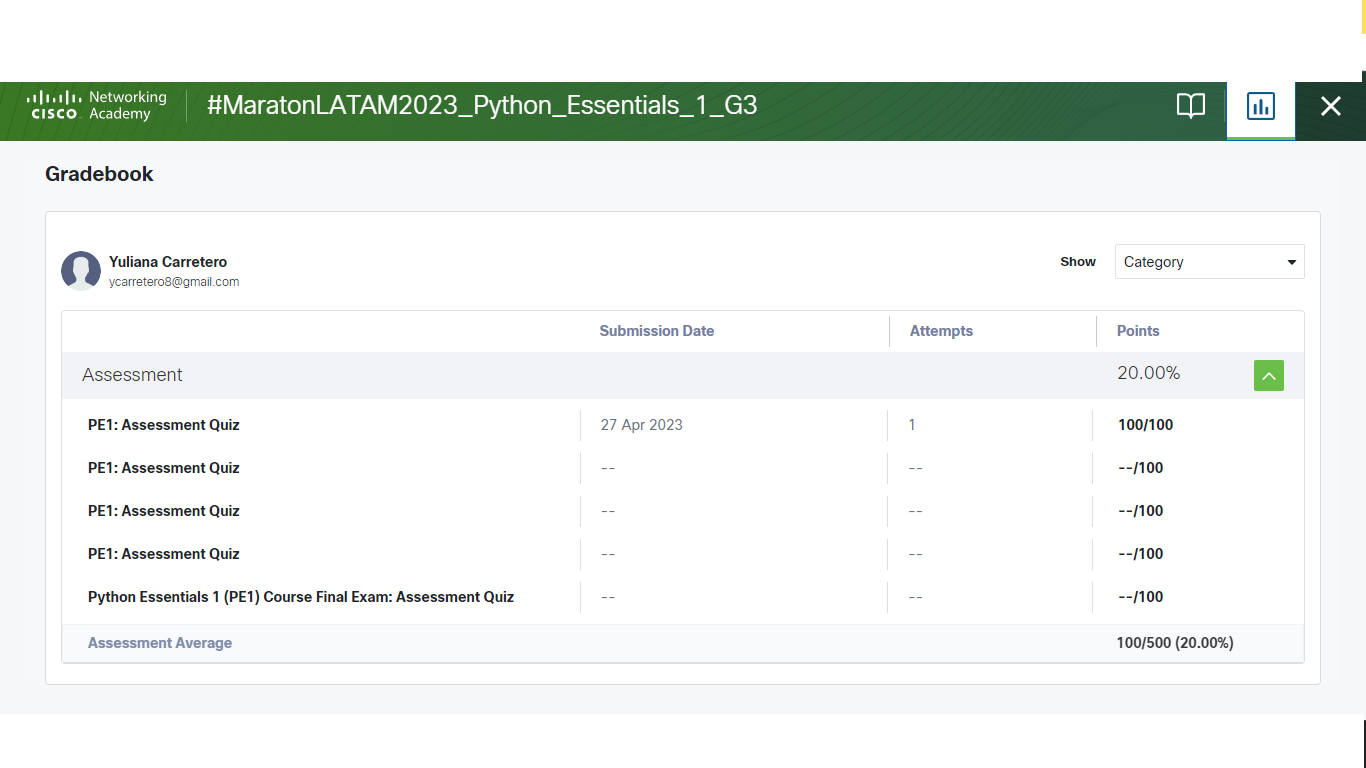 Networking Academy
CISCO
#MaratonLATAM2023_Python_Essentials_1_G3
Gradebook
Yuliana Carretero
ycarretero8@gmail.com
Show
Category
Submission Date Attempts Points
Assessment 20.00%
PE1: Assessment Quiz 27 Apr 2023 1 100/100
PE1: Assessment Quiz -- -- --/100
PE1: Assessment Quiz -- -- --/100
PE1: Assessment Quiz -- -- --/100
Python Essentials 1 (PE1) Course Final Exam: Assessment Quiz -- -- --/100
Assessment Average 100/500 (20.00%)